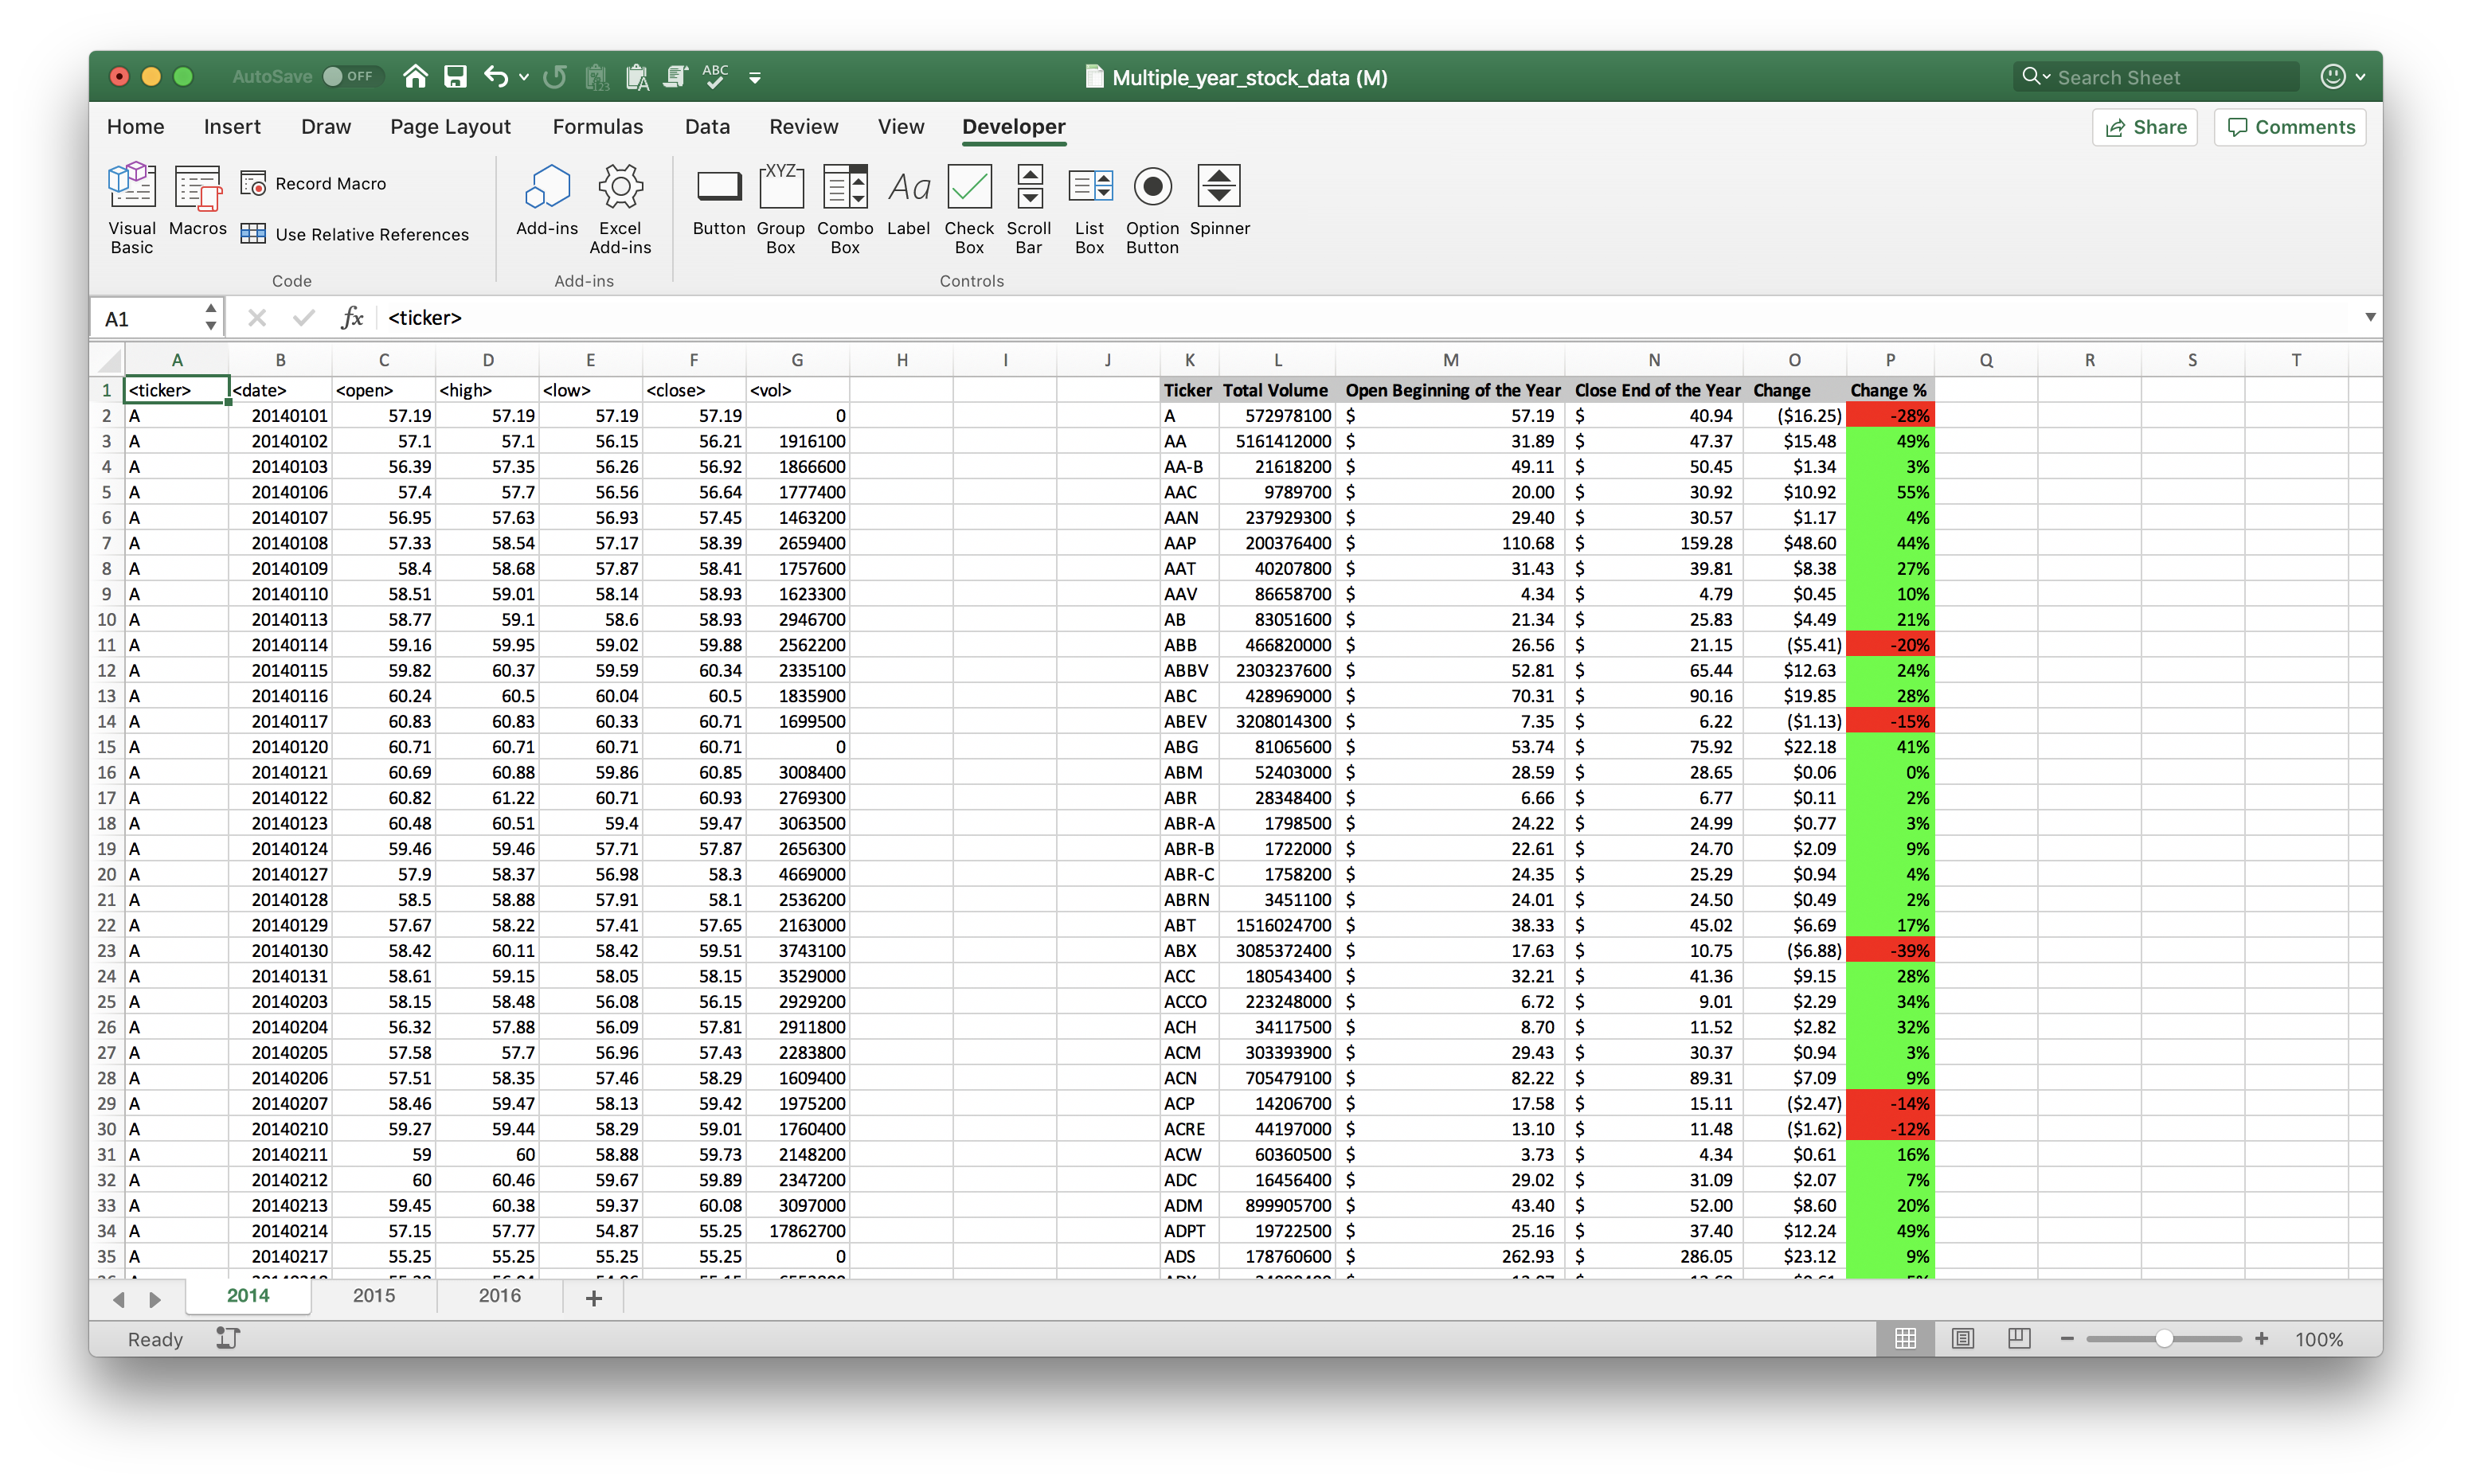 AutoSave OFF ABC Multiple_year_stock_data (M) Search Sheet
Home Insert Draw Page Layout Formulas Data Review View Developer Share Comments
Visual Basic Macros Record Macro Use Relative References Add-ins Excel Add-ins Button XYZ Group Box Combo Box Aa Label Check Box Scroll Bar List Box Option Button Spinner
Code Add-ins Controls
A1 fx <ticker>
A B C D E F G H I J K L M N O P Q R S T
1 <ticker> <date> <open> <high> <low> <close> <vol> Ticker Total Volume Open Beginning of the Year Close End of the Year Change Change %
2 A 20140101 57.19 57.19 57.19 57.19 0 A 572978100 $ 57.19 $ 40.94 ($16.25) -28%
3 A 20140102 57.1 57.1 56.15 56.21 1916100 AA 5161412000 $ 31.89 $ 47.37 $15.48 49%
4 A 20140103 56.39 57.35 56.26 56.92 1866600 AA-B 21618200 $ 49.11 $ 50.45 $1.34 3%
5 A 20140106 57.4 57.7 56.56 56.64 1777400 AAC 9789700 $ 20.00 $ 30.92 $10.92 55%
6 A 20140107 56.95 57.63 56.93 57.45 1463200 AAN 237929300 $ 29.40 $ 30.57 $1.17 4%
7 A 20140108 57.33 58.54 57.17 58.39 2659400 AAP 200376400 $ 110.68 $ 159.28 $48.60 44%
8 A 20140109 58.4 58.68 57.87 58.41 1757600 AAT 40207800 $ 31.43 $ 39.81 $8.38 27%
9 A 20140110 58.51 59.01 58.14 58.93 1623300 AAV 86658700 $ 4.34 $ 4.79 $0.45 10%
10 A 20140113 58.77 59.1 58.6 58.93 2946700 AB 83051600 $ 21.34 $ 25.83 $4.49 21%
11 A 20140114 59.16 59.95 59.02 59.88 2562200 ABB 466820000 $ 26.56 $ 21.15 ($5.41) -20%
12 A 20140115 59.82 60.37 59.59 60.34 2335100 ABBV 2303237600 $ 52.81 $ 65.44 $12.63 24%
13 A 20140116 60.24 60.5 60.04 60.5 1835900 ABC 428969000 $ 70.31 $ 90.16 $19.85 28%
14 A 20140117 60.83 60.83 60.33 60.71 1699500 ABEV 3208014300 $ 7.35 $ 6.22 ($1.13) -15%
15 A 20140120 60.71 60.71 60.71 60.71 0 ABG 81065600 $ 53.74 $ 75.92 $22.18 41%
16 A 20140121 60.69 60.88 59.86 60.85 3008400 ABM 52403000 $ 28.59 $ 28.65 $0.06 0%
17 A 20140122 60.82 61.22 60.71 60.93 2769300 ABR 28348400 $ 6.66 $ 6.77 $0.11 2%
18 A 20140123 60.48 60.51 59.4 59.47 3063500 ABR-A 1798500 $ 24.22 $ 24.99 $0.77 3%
19 A 20140124 59.46 59.46 57.71 57.87 2656300 ABR-B 1722000 $ 22.61 $ 24.70 $2.09 9%
20 A 20140127 57.9 58.37 56.98 58.3 4669000 ABR-C 1758200 $ 24.35 $ 25.29 $0.94 4%
21 A 20140128 58.5 58.88 57.91 58.1 2536200 ABRN 3451100 $ 24.01 $ 24.50 $0.49 2%
22 A 20140129 57.67 58.22 57.41 57.65 2163000 ABT 1516024700 $ 38.33 $ 45.02 $6.69 17%
23 A 20140130 58.42 60.11 58.42 59.51 3743100 ABX 3085372400 $ 17.63 $ 10.75 ($6.88) -39%
24 A 20140131 58.61 59.15 58.05 58.15 3529000 ACC 180543400 $ 32.21 $ 41.36 $9.15 28%
25 A 20140203 58.15 58.48 56.08 56.15 2929200 ACCO 223248000 $ 6.72 $ 9.01 $2.29 34%
26 A 20140204 56.32 57.88 56.09 57.81 2911800 ACH 34117500 $ 8.70 $ 11.52 $2.82 32%
27 A 20140205 57.58 57.7 56.96 57.43 2283800 ACM 303393900 $ 29.43 $ 30.37 $0.94 3%
28 A 20140206 57.51 58.35 57.46 58.29 1609400 ACN 705479100 $ 82.22 $ 89.31 $7.09 9%
29 A 20140207 58.46 59.47 58.13 59.42 1975200 ACP 14206700 $ 17.58 $ 15.11 ($2.47) -14%
30 A 20140210 59.27 59.44 58.29 59.01 1760400 ACRE 44197000 $ 13.10 $ 11.48 ($1.62) -12%
31 A 20140211 59 60 58.88 59.73 2148200 ACW 60360500 $ 3.73 $ 4.34 $0.61 16%
32 A 20140212 60 60.46 59.67 59.89 2347200 ADC 16456400 $ 29.02 $ 31.09 $2.07 7%
33 A 20140213 59.45 60.38 59.37 60.08 3097000 ADM 899905700 $ 43.40 $ 52.00 $8.60 20%
34 A 20140214 57.15 57.77 54.87 55.25 17862700 ADPT 19722500 $ 25.16 $ 37.40 $12.24 49%
35 A 20140217 55.25 55.25 55.25 55.25 0 ADS 178760600 $ 262.93 $ 286.05 $23.12 9%
2014 2015 2016
Ready 100%